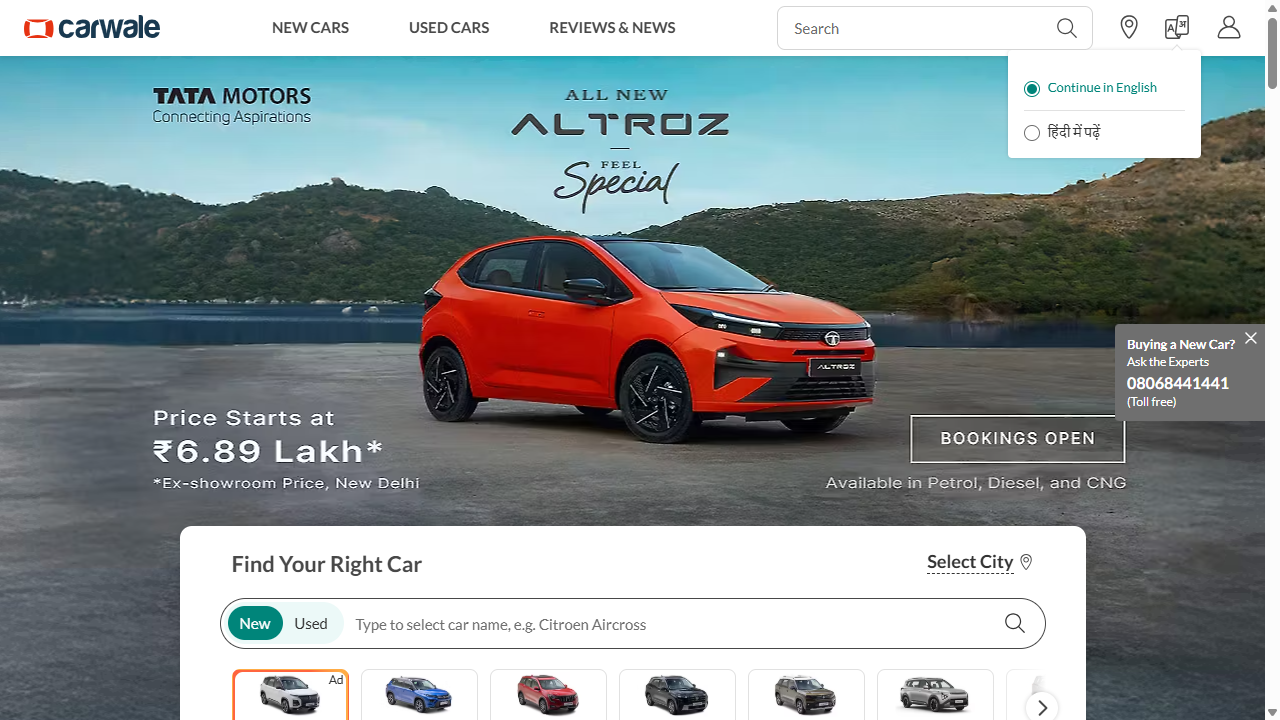 carwale
NEW CARS
USED CARS
REVIEWS & NEWS
Search
Continue in English
हिंदी में पढ़ें
TATA MOTORS
Connecting Aspirations
ALL NEW
ALTROZ
FEEL
Special
ALTROZ
Buying a New Car?
Ask the Experts
08068441441
(Toll free)
Price Starts at
₹6.89 Lakh*
*Ex-showroom Price, New Delhi
BOOKINGS OPEN
Available in Petrol, Diesel, and CNG
Find Your Right Car
Select City
New
Used
Type to select car name, e.g. Citroen Aircross
Ad